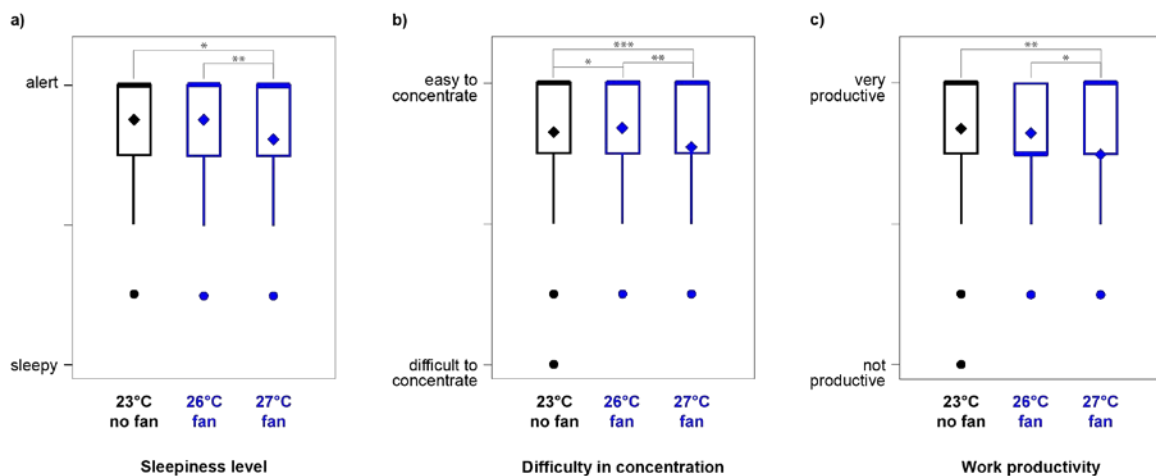 a)
*
**
alert
sleepy
23°C
no fan
26°C
fan
27°C
fan
Sleepiness level
b)
***
*
**
easy to
concentrate
difficult to
concentrate
23°C
no fan
26°C
fan
27°C
fan
Difficulty in concentration
c)
**
*
very
productive
not
productive
23°C
no fan
26°C
fan
27°C
fan
Work productivity